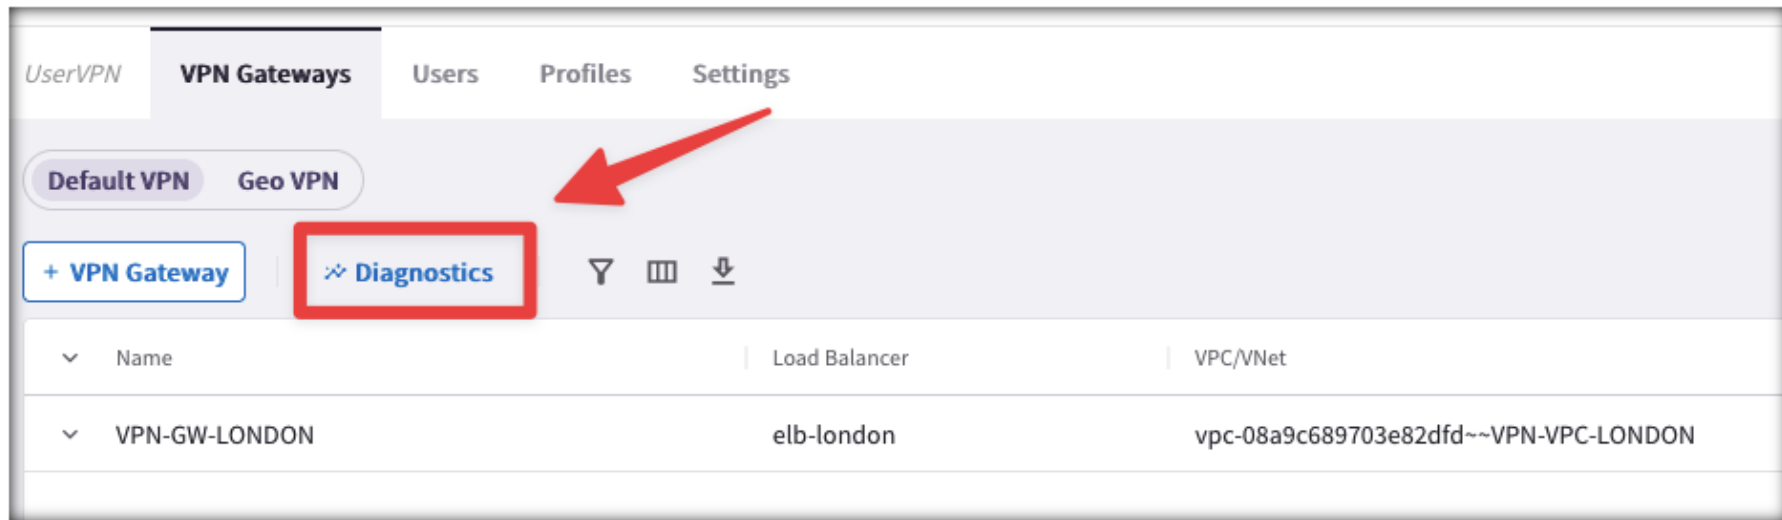 UserVPN VPN Gateways Users Profiles Settings
Default VPN Geo VPN
+ VPN Gateway Diagnostics
Name Load Balancer VPC/VNet
VPN-GW-LONDON elb-london vpc-08a9c689703e82dfd~~VPN-VPC-LONDON